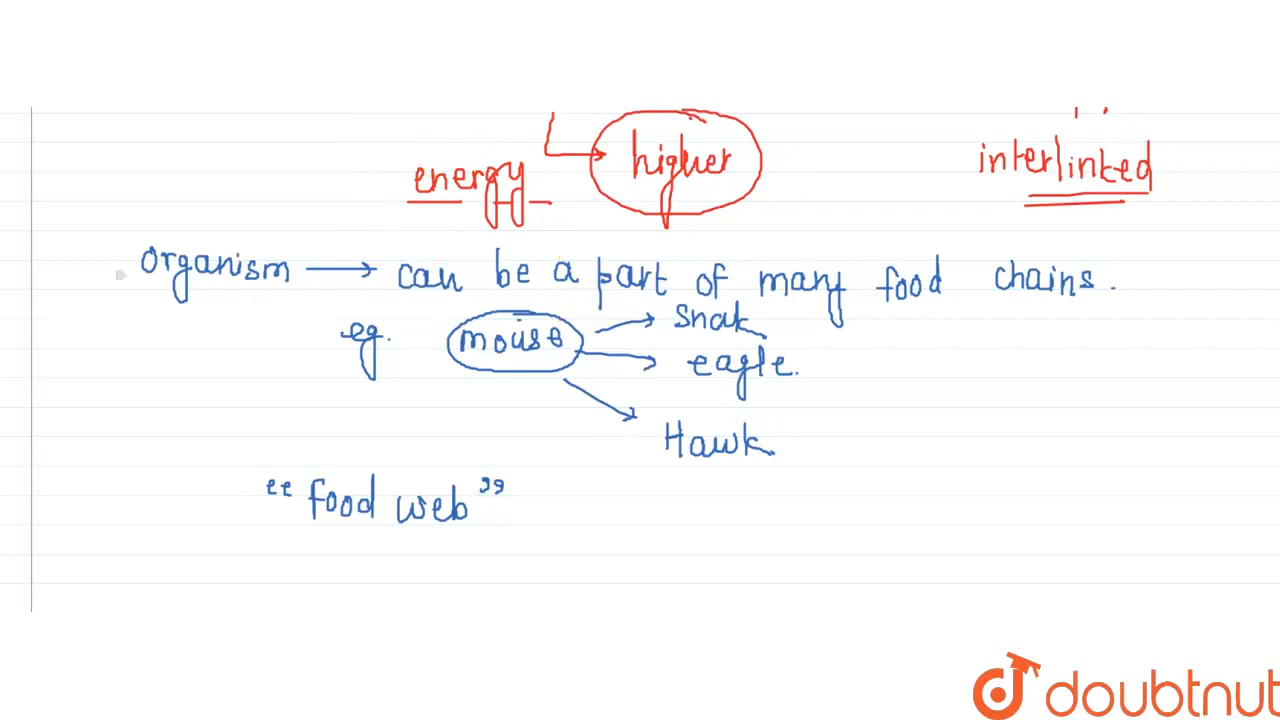 higher
energy
interlinked
organism → can be a part of many food chains.
eg. mouse → Snak
→ eagle.
→ Hawk
"food web"
doubtnut